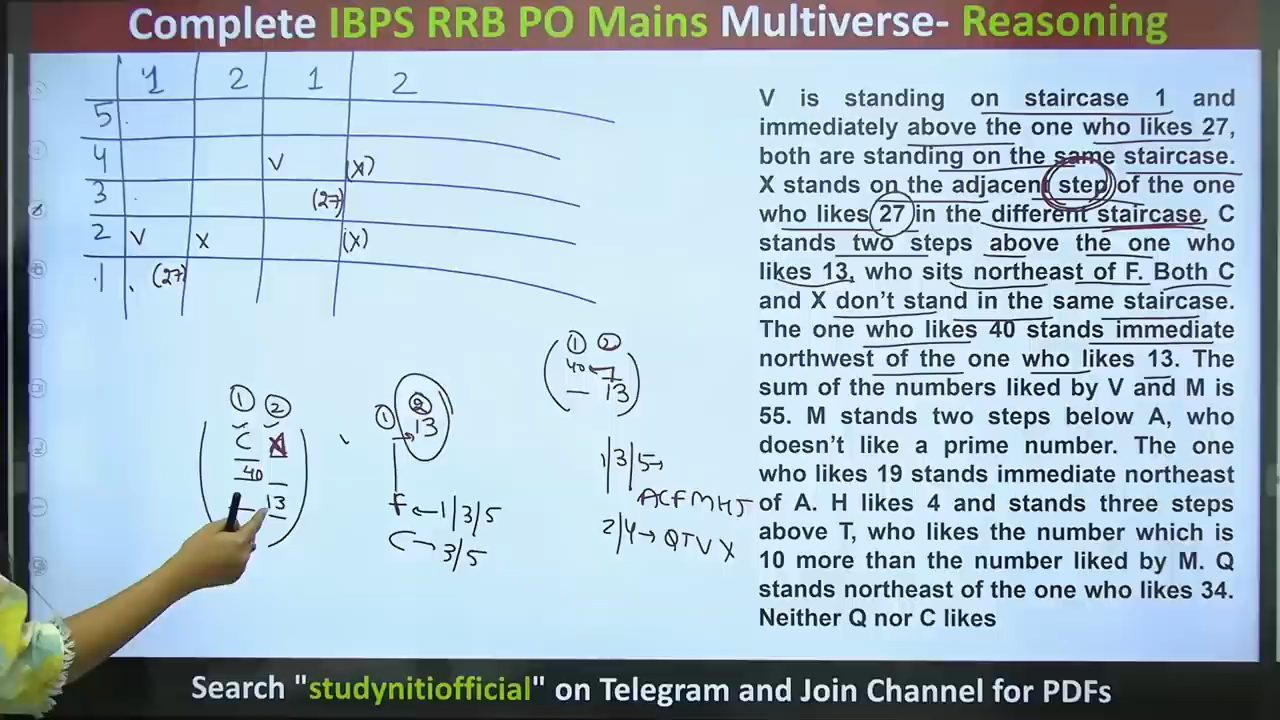 Complete IBPS RRB PO Mains Multiverse- Reasoning
1 2 1 2
5
4 V (X)
3 (27)
2 V X (X)
1 (27)
V is standing on staircase 1 and
immediately above the one who likes 27,
both are standing on the same staircase.
X stands on the adjacent step of the one
who likes 27 in the different staircase. C
stands two steps above the one who
likes 13, who sits northeast of F. Both C
and X don't stand in the same staircase.
The one who likes 40 stands immediate
northwest of the one who likes 13. The
sum of the numbers liked by V and M is
55. M stands two steps below A, who
doesn't like a prime number. The one
who likes 19 stands immediate northeast
of A. H likes 4 and stands three steps
above T, who likes the number which is
10 more than the number liked by M. Q
stands northeast of the one who likes 34.
Neither Q nor C likes
1 2
40
13
1 2
C
40
13
1 2
13
F ← 1/3/5
C → 3/5
1/3/5 →
ACFMHJ
2/4 → QTVX
Search "studynitiofficial" on Telegram and Join Channel for PDFs